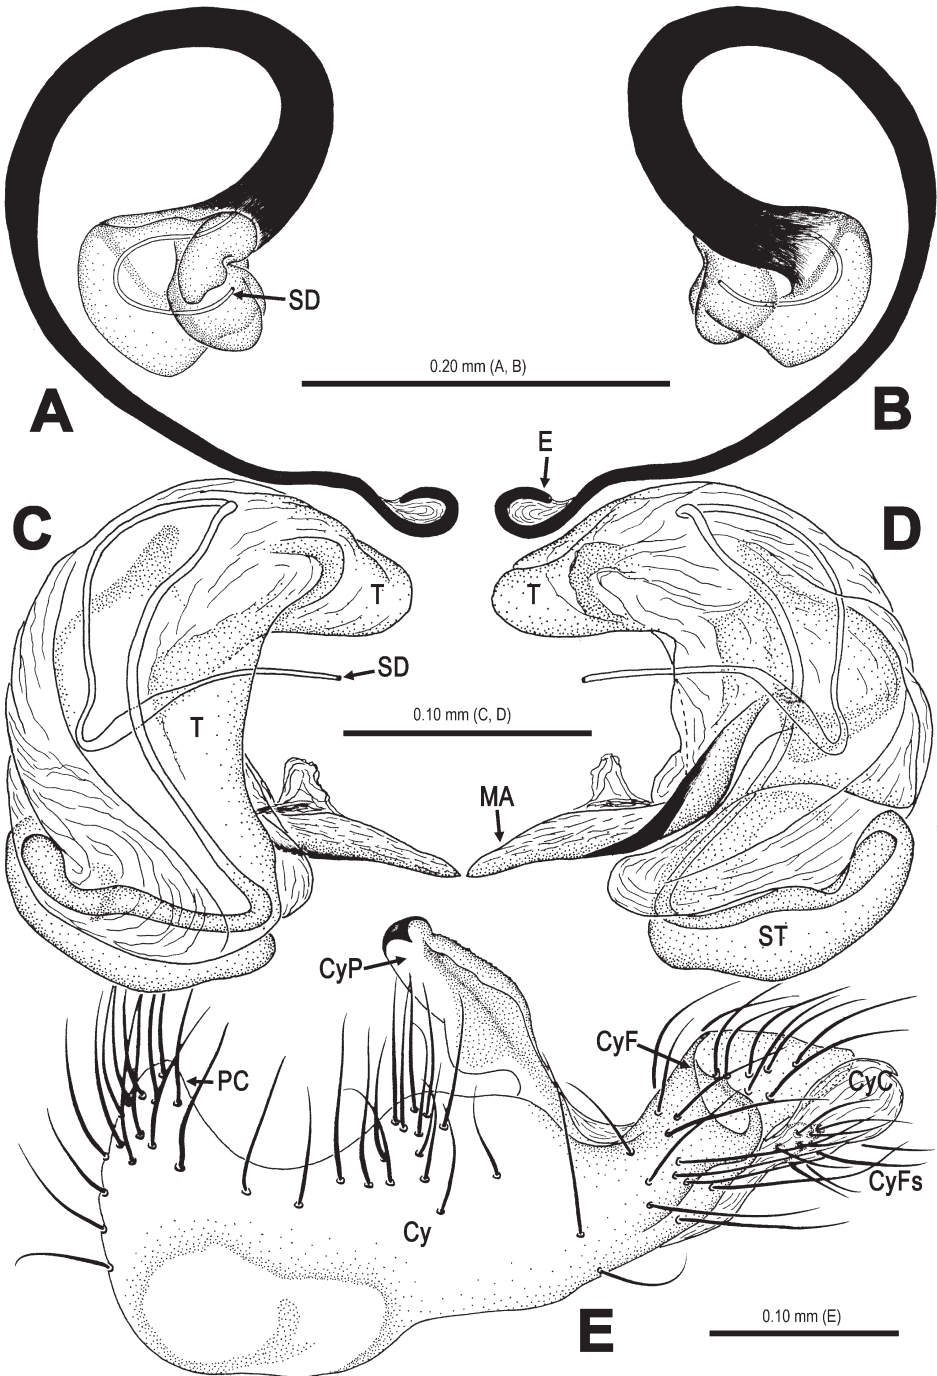 SD
0.20 mm (A, B)
A
B
E
C
D
T
T
SD
T
0.10 mm (C, D)
MA
ST
CyP
CyF
PC
CyC
CyFs
Cy
E
0.10 mm (E)